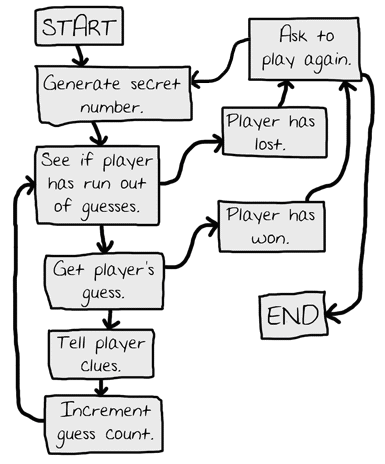 START
Generate secret
number.
See if player
has run out
of guesses.
Get player's
guess.
Tell player
clues.
Increment
guess count.
Ask to
play again.
Player has
lost.
Player has
won.
END